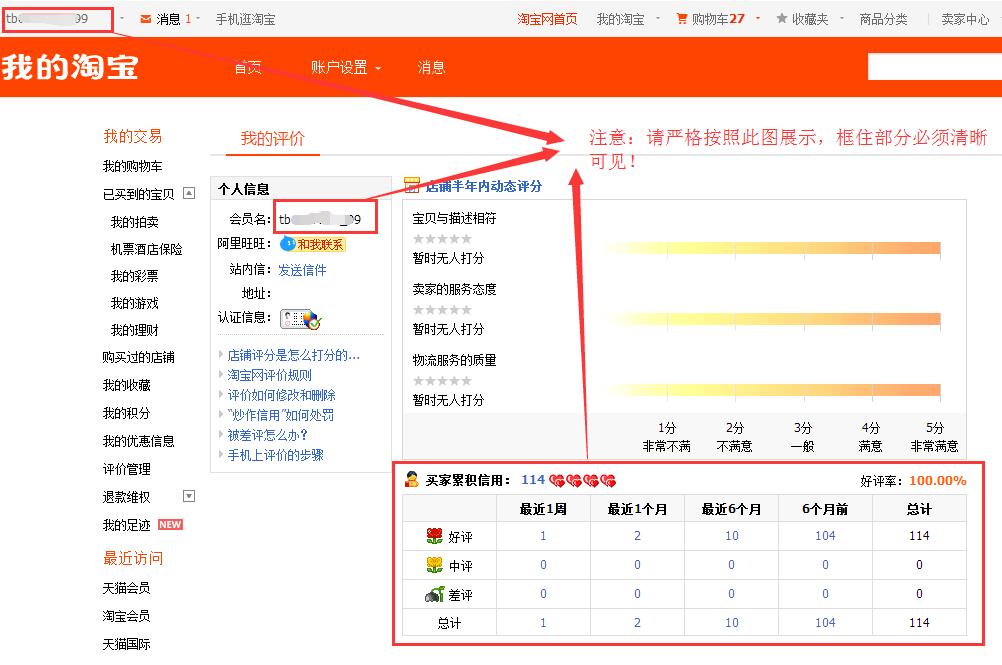 tb 99 消息 1 手机逛淘宝 淘宝网首页 我的淘宝 购物车27 收藏夹 商品分类 卖家中心
我的淘宝 首页 账户设置 消息
注意：请严格按照此图展示，框住部分必须清晰
可见！
我的交易
我的购物车
已买到的宝贝
我的拍卖
机票酒店保险
我的彩票
我的游戏
我的理财
购买过的店铺
我的收藏
我的积分
我的优惠信息
评价管理
退款维权
我的足迹 NEW
最近访问
天猫会员
淘宝会员
天猫国际
我的评价
个人信息
会员名： tb _99
阿里旺旺： 和我联系
站内信： 发送信件
地址：
认证信息：
店铺评分是怎么打分的...
淘宝网评价规则
评价如何修改和删除
“炒作信用”如何处罚
被差评怎么办？
手机上评价的步骤
店铺半年内动态评分
宝贝与描述相符
暂时无人打分
卖家的服务态度
暂时无人打分
物流服务的质量
暂时无人打分
1分 2分 3分 4分 5分
非常不满 不满意 一般 满意 非常满意
买家累积信用： 114 好评率：100.00%
最近1周 最近1个月 最近6个月 6个月前 总计
好评 1 2 10 104 114
中评 0 0 0 0 0
差评 0 0 0 0 0
总计 1 2 10 104 114